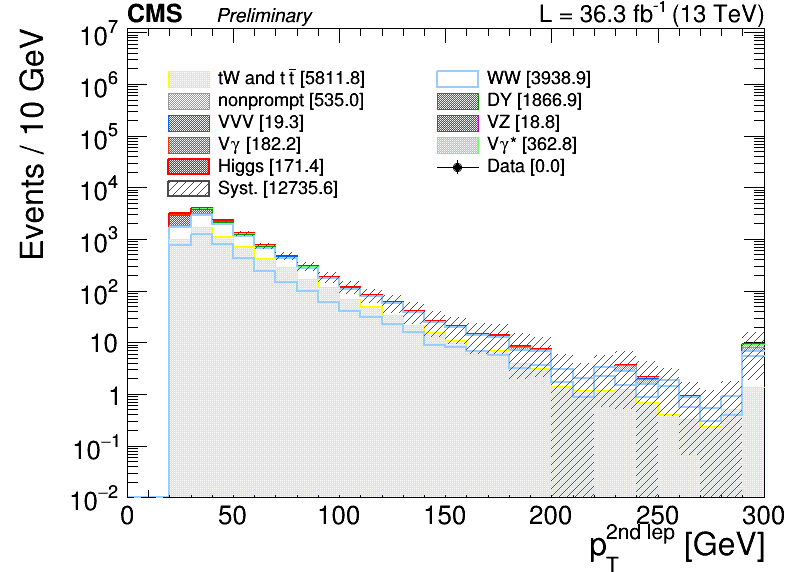 CMS Preliminary L = 36.3 fb⁻¹ (13 TeV)
Events / 10 GeV
10⁷
10⁶
10⁵
10⁴
10³
10²
10
1
10⁻¹
10⁻²
tW and tt̄ [5811.8]
nonprompt [535.0]
VVV [19.3]
Vγ [182.2]
Higgs [171.4]
Syst. [12735.6]
WW [3938.9]
DY [1866.9]
VZ [18.8]
Vγ* [362.8]
Data [0.0]
0 50 100 150 200 250 300
p_T^2nd lep [GeV]